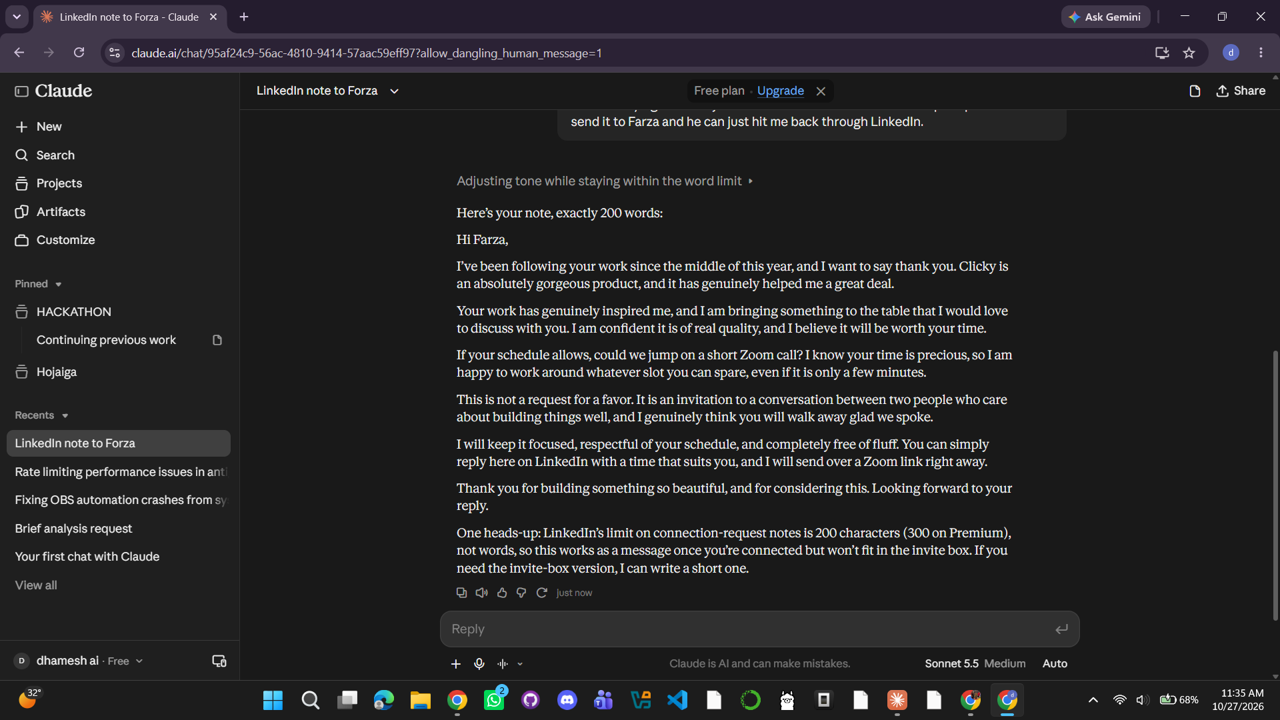 LinkedIn note to Forza - Claude
Ask Gemini
claude.ai/chat/95af24c9-56ac-4810-9414-57aac59eff97?allow_dangling_human_message=1
d
Claude
New
Search
Projects
Artifacts
Customize
Pinned
HACKATHON
Continuing previous work
Hojaiga
Recents
LinkedIn note to Forza
Rate limiting performance issues in anti
Fixing OBS automation crashes from sy
Brief analysis request
Your first chat with Claude
View all
D dhamesh ai · Free
LinkedIn note to Forza
Free plan · Upgrade
Share
send it to Farza and he can just hit me back through LinkedIn.
Adjusting tone while staying within the word limit
Here’s your note, exactly 200 words:
Hi Farza,
I’ve been following your work since the middle of this year, and I want to say thank you. Clicky is
an absolutely gorgeous product, and it has genuinely helped me a great deal.
Your work has genuinely inspired me, and I am bringing something to the table that I would love
to discuss with you. I am confident it is of real quality, and I believe it will be worth your time.
If your schedule allows, could we jump on a short Zoom call? I know your time is precious, so I am
happy to work around whatever slot you can spare, even if it is only a few minutes.
This is not a request for a favor. It is an invitation to a conversation between two people who care
about building things well, and I genuinely think you will walk away glad we spoke.
I will keep it focused, respectful of your schedule, and completely free of fluff. You can simply
reply here on LinkedIn with a time that suits you, and I will send over a Zoom link right away.
Thank you for building something so beautiful, and for considering this. Looking forward to your
reply.
One heads-up: LinkedIn’s limit on connection-request notes is 200 characters (300 on Premium),
not words, so this works as a message once you’re connected but won’t fit in the invite box. If you
need the invite-box version, I can write a short one.
just now
Reply
Claude is AI and can make mistakes.
Sonnet 5.5 Medium
Auto
32°
2
68%
11:35 AM
10/27/2026